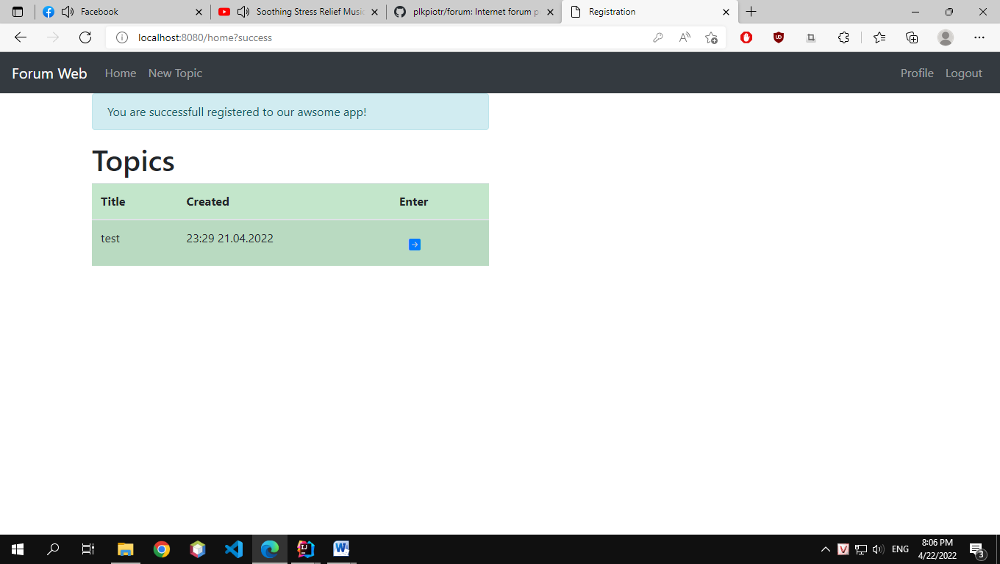 Facebook
Soothing Stress Relief Music
plkpiotr/forum: Internet forum p
Registration
localhost:8080/home?success
Forum Web
Home
New Topic
Profile
Logout
You are successfull registered to our awsome app!
Topics
Title Created Enter
test 23:29 21.04.2022
ENG
8:06 PM
4/22/2022
3